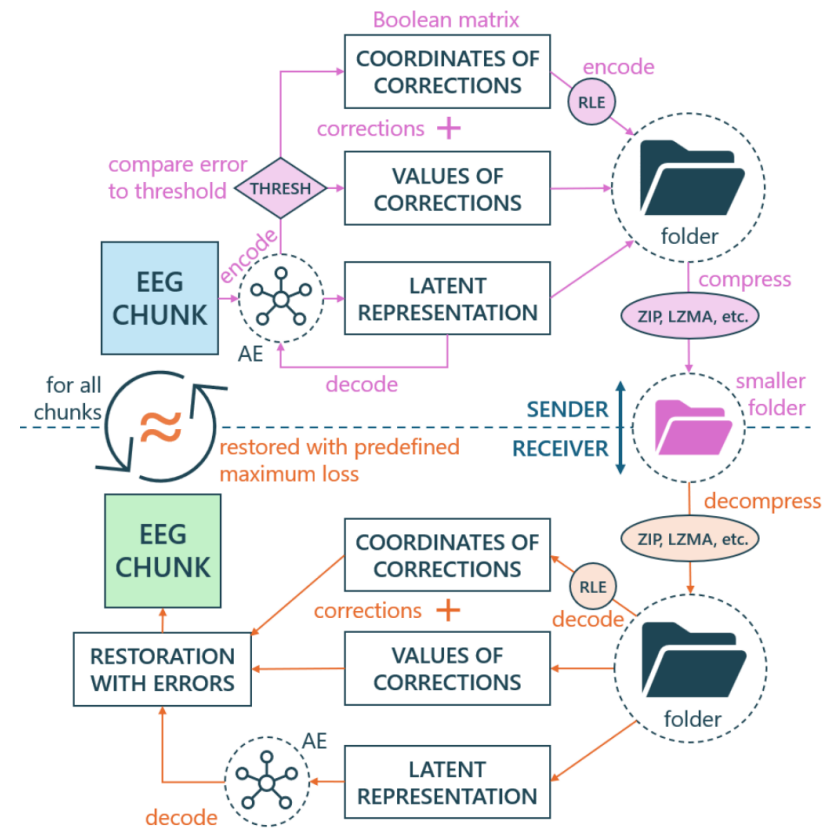 Boolean matrix
COORDINATES OF
CORRECTIONS
encode
RLE
corrections +
compare error
to threshold
THRESH
VALUES OF
CORRECTIONS
folder
encode
EEG
CHUNK
AE
LATENT
REPRESENTATION
decode
compress
ZIP, LZMA, etc.
for all
chunks
≈
restored with predefined
maximum loss
SENDER
RECEIVER
smaller
folder
decompress
ZIP, LZMA, etc.
EEG
CHUNK
COORDINATES OF
CORRECTIONS
RLE
decode
corrections +
RESTORATION
WITH ERRORS
VALUES OF
CORRECTIONS
folder
AE
decode
LATENT
REPRESENTATION